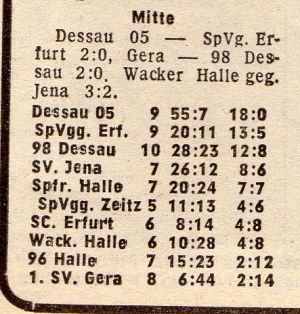 Mitte
Dessau 05 — SpVg. Er-
furt 2:0, Gera — 98 Des-
sau 2:0, Wacker Halle geg.
Jena 3:2.
Dessau 05 9 55:7 18:0
SpVgg. Erf. 9 20:11 13:5
98 Dessau 10 28:23 12:8
SV. Jena 7 26:12 8:6
Spfr. Halle 7 20:24 7:7
SpVgg. Zeitz 5 11:13 4:6
SC. Erfurt 6 8:14 4:8
Wack. Halle 6 10:28 4:8
96 Halle 7 15:23 2:12
1. SV. Gera 8 6:44 2:14